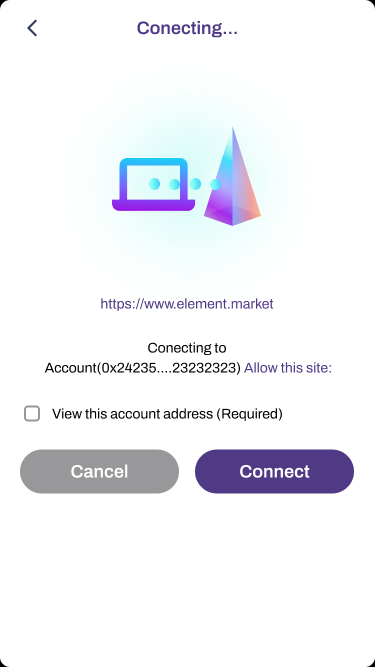 Conecting...
https://www.element.market
Conecting to
Account(0x24235....23232323) Allow this site:
View this account address (Required)
Cancel
Connect